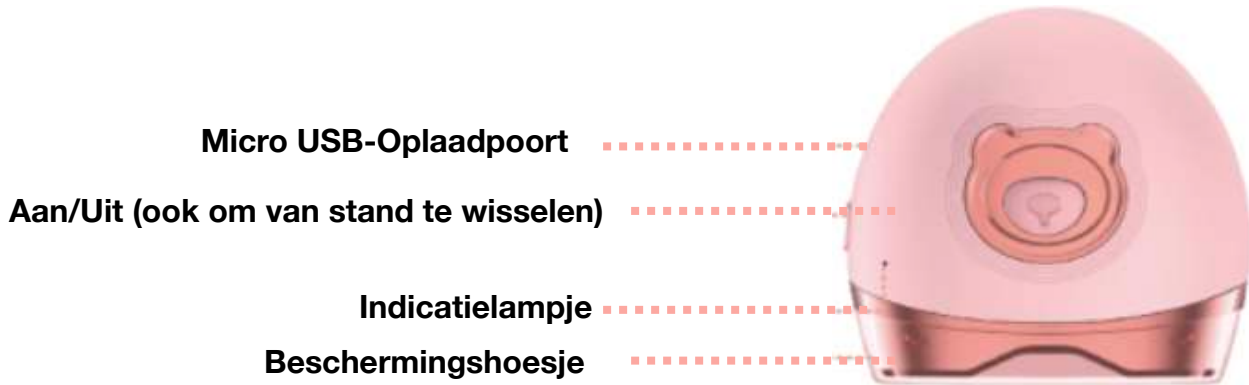 Micro USB-Oplaadpoort
Aan/Uit (ook om van stand te wisselen)
Indicatielampje
Beschermingshoesje